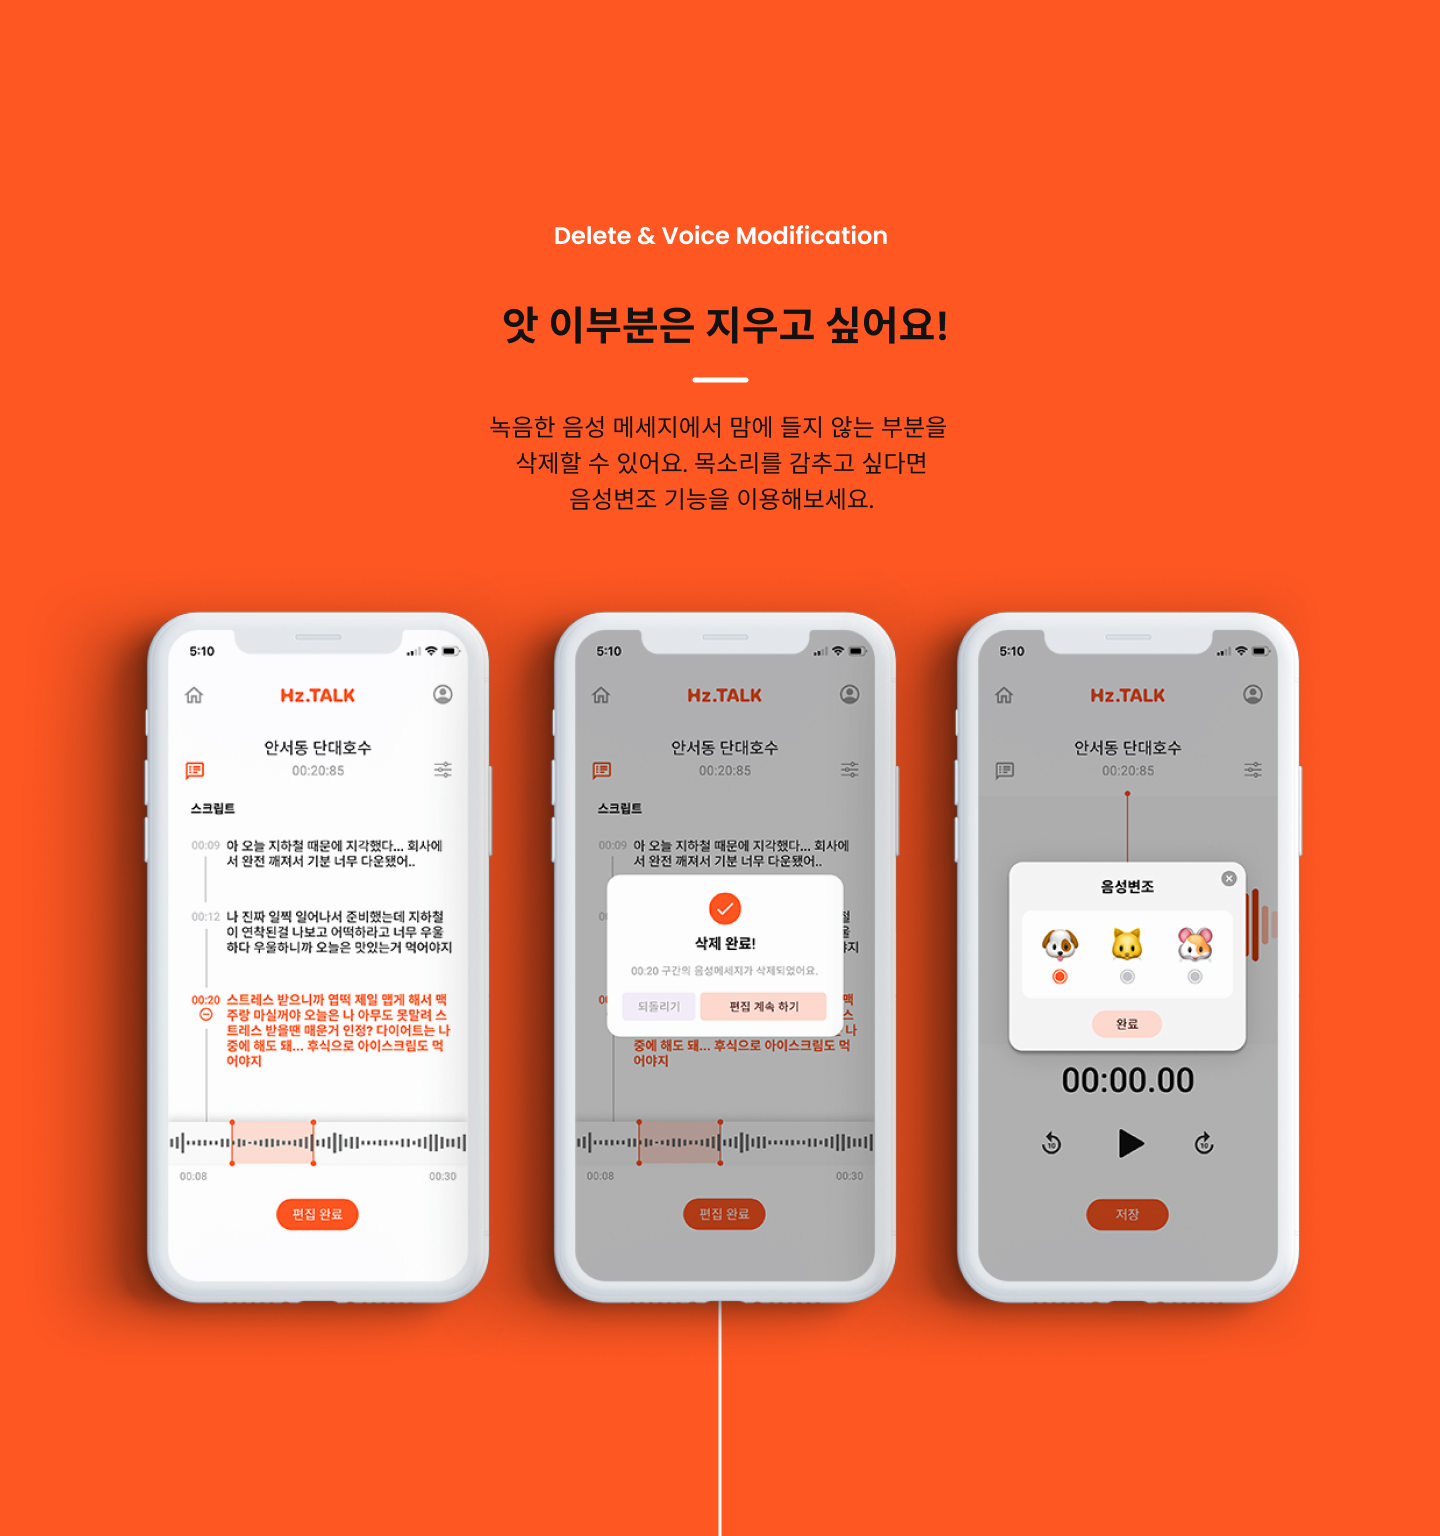 Delete & Voice Modification
앗 이부분은 지우고 싶어요!
녹음한 음성 메세지에서 맘에 들지 않는 부분을
삭제할 수 있어요. 목소리를 감추고 싶다면
음성변조 기능을 이용해보세요.
5:10
Hz.TALK
안서동 단대호수
00:20:85
스크립트
00:09 아 오늘 지하철 때문에 지각했다... 회사에
서 완전 깨져서 기분 너무 다운됐어..
00:12 나 진짜 일찍 일어나서 준비했는데 지하철
이 연착된걸 나보고 어떡하라고 너무 우울
하다 우울하니까 오늘은 맛있는거 먹어야지
00:20 스트레스 받으니까 엽떡 제일 맵게 해서 맥
주랑 마실꺼야 오늘은 나 아무도 못말려 스
트레스 받을땐 매운거 인정? 다이어트는 나
중에 해도 돼... 후식으로 아이스크림도 먹
어야지
00:08 00:30
편집 완료
5:10
Hz.TALK
안서동 단대호수
00:20:85
스크립트
00:09 아 오늘 지하철 때문에 지각했다... 회사에
서 완전 깨져서 기분 너무 다운됐어..
삭제 완료!
00:20 구간의 음성메세지가 삭제되었어요.
되돌리기 편집 계속 하기
중에 해도 돼... 후식으로 아이스크림도 먹
어야지
00:08 00:30
편집 완료
5:10
Hz.TALK
안서동 단대호수
00:20:85
음성변조
완료
00:00.00
10 10
저장